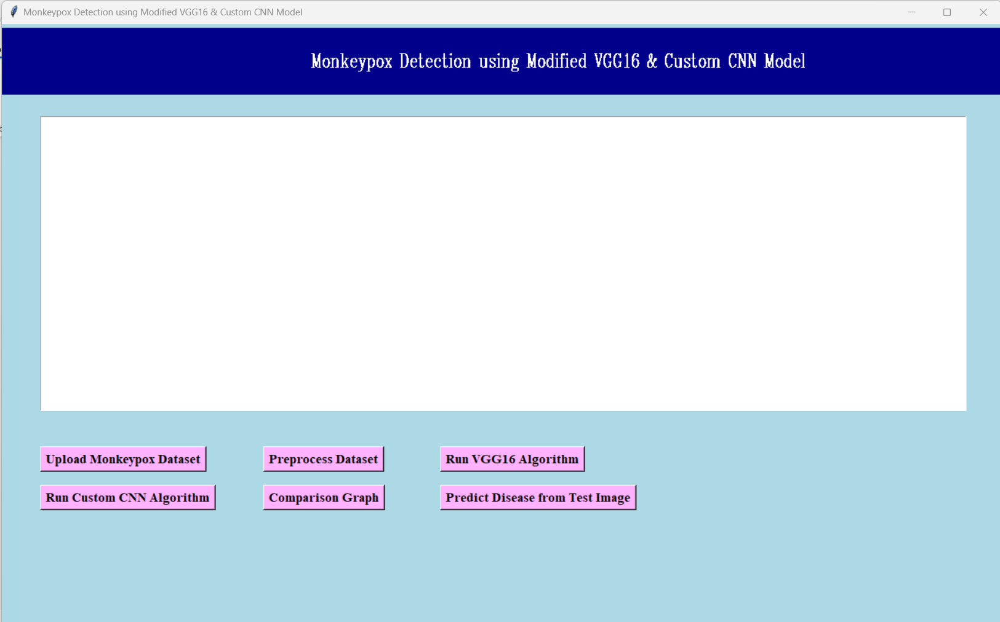 Monkeypox Detection using Modified VGG16 & Custom CNN Model
Monkeypox Detection using Modified VGG16 & Custom CNN Model
Upload Monkeypox Dataset
Preprocess Dataset
Run VGG16 Algorithm
Run Custom CNN Algorithm
Comparison Graph
Predict Disease from Test Image